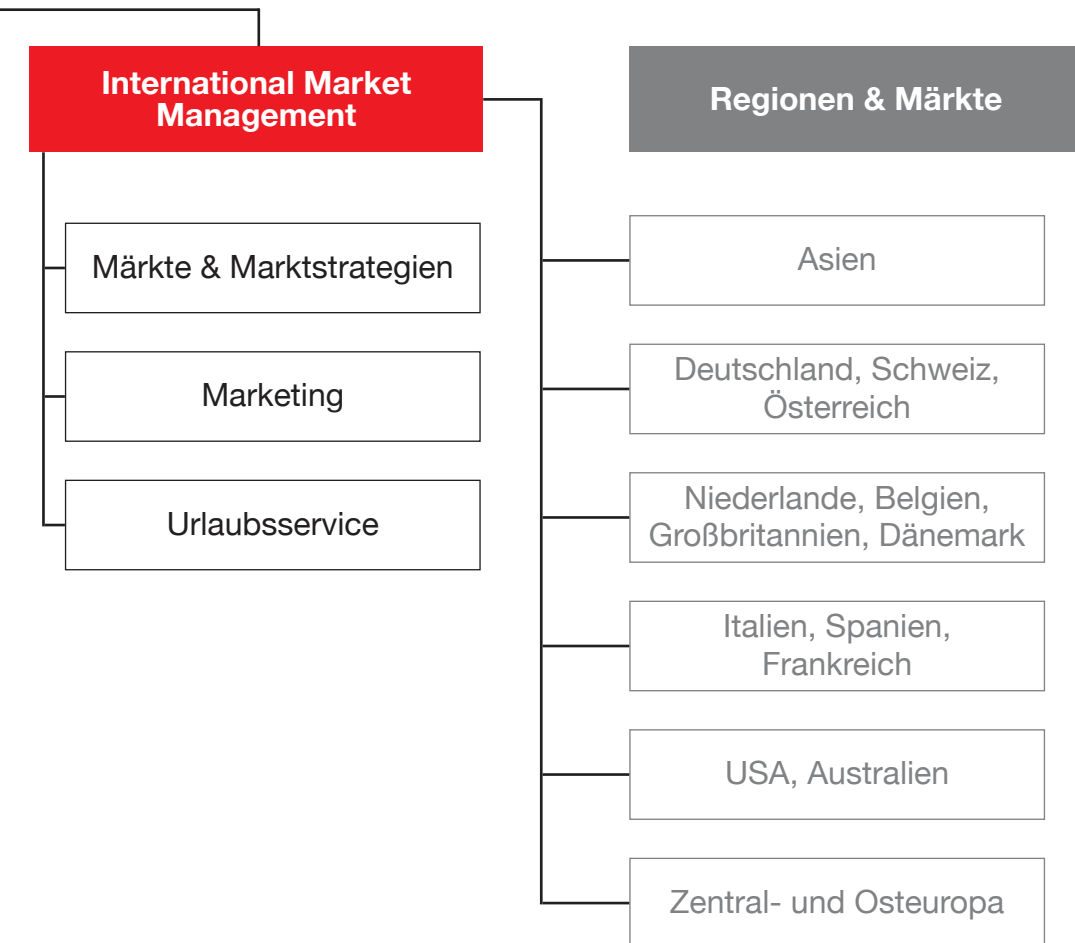 International Market
Management
Märkte & Marktstrategien
Marketing
Urlaubsservice
Regionen & Märkte
Asien
Deutschland, Schweiz,
Österreich
Niederlande, Belgien,
Großbritannien, Dänemark
Italien, Spanien,
Frankreich
USA, Australien
Zentral- und Osteuropa